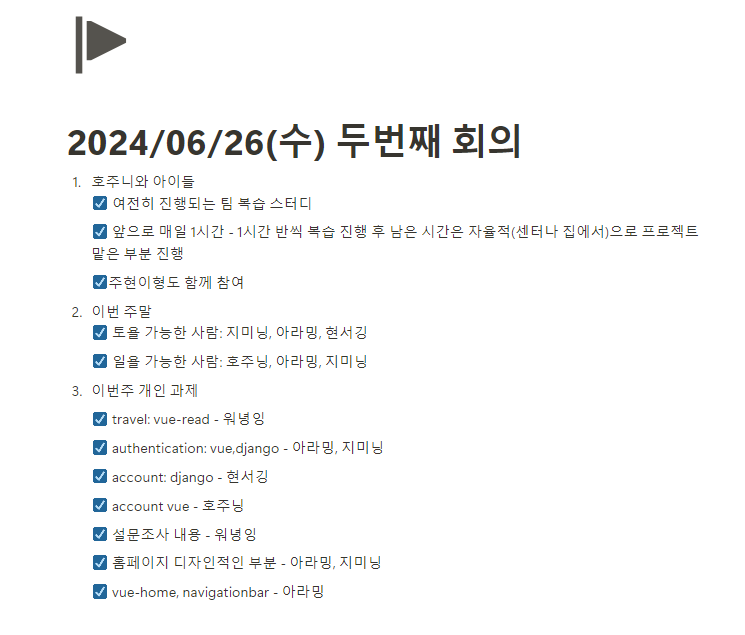 2024/06/26(수) 두번째 회의
1. 호주니와 아이들
✅ 여전히 진행되는 팀 복습 스터디
✅ 앞으로 매일 1시간 - 1시간 반씩 복습 진행 후 남은 시간은 자율적(센터나 집에서)으로 프로젝트
맡은 부분 진행
✅주현이형도 함께 참여
2. 이번 주말
✅ 토욜 가능한 사람: 지미닝, 아라밍, 현서깅
✅ 일욜 가능한 사람: 호주닝, 아라밍, 지미닝
3. 이번주 개인 과제
✅ travel: vue-read - 워녕잉
✅ authentication: vue,django - 아라밍, 지미닝
✅ account: django - 현서깅
✅ account vue - 호주닝
✅ 설문조사 내용 - 워녕잉
✅ 홈페이지 디자인적인 부분 - 아라밍, 지미닝
✅ vue-home, navigationbar - 아라밍